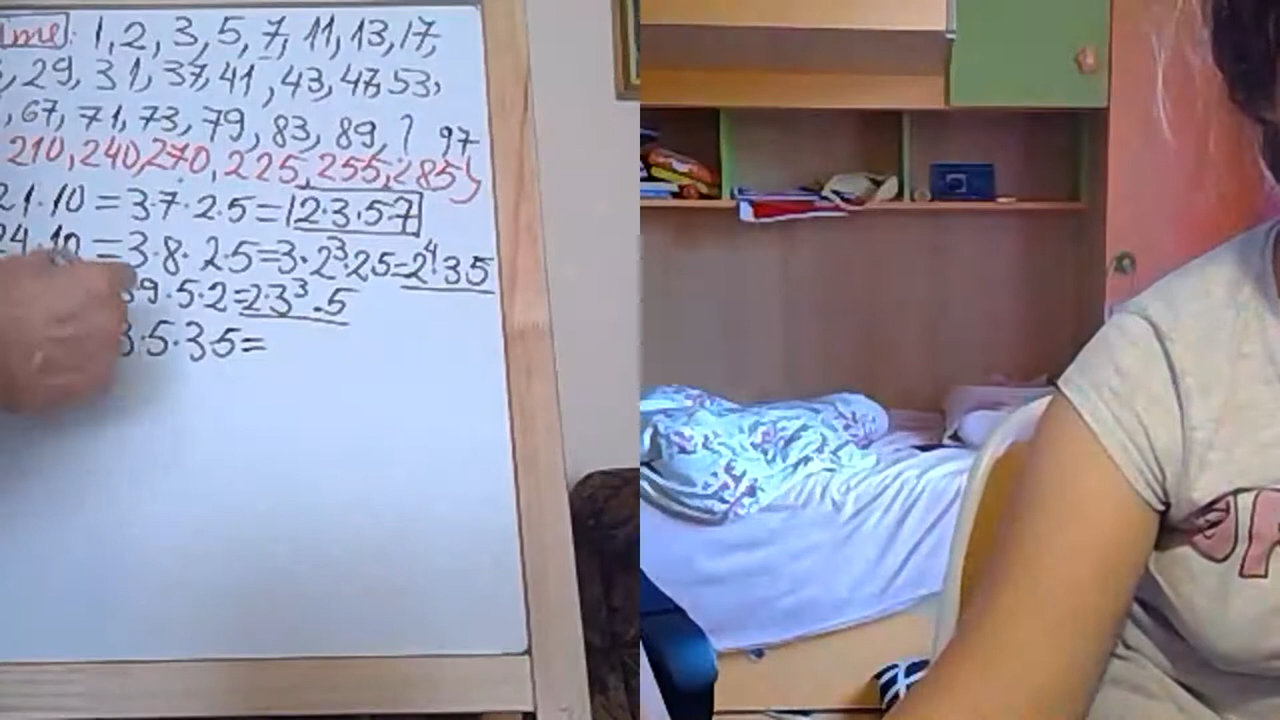 ime: 1, 2, 3, 5, 7, 11, 13, 17,
, 29, 31, 37, 41, 43, 47, 53,
, 67, 71, 73, 79, 83, 89, 97
210, 240, 270, 225, 255, 285)
21·10 = 3·7·2·5 = 2·3·5·7
24·10 = 3·8·2·5 = 3·2³·2·5 = 2⁴·3·5
9·5·2 = 2·3³·5
3·5·3·5 =